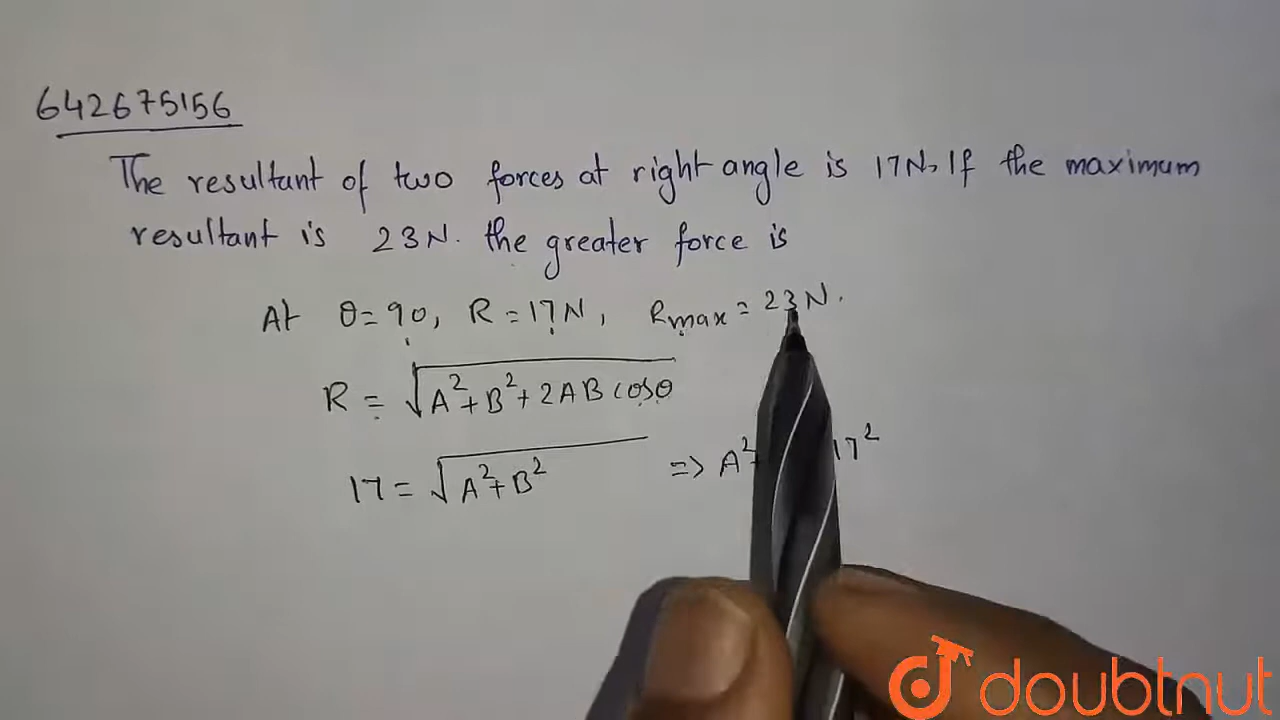 642675156
The resultant of two forces at right angle is 17N, If the maximum
resultant is 23N. the greater force is
At θ=90, R=17N, Rmax = 23N.
R = √A²+B²+2AB cosθ
17 = √A²+B² => A²+ 17²
doubtnut